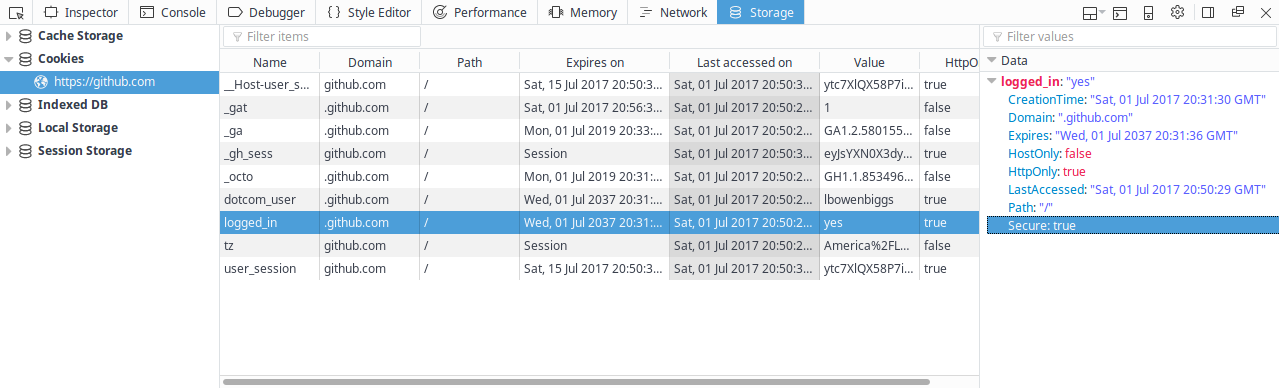 Inspector Console Debugger Style Editor Performance Memory Network Storage
Cache Storage
Cookies
https://github.com
Indexed DB
Local Storage
Session Storage
Filter items
Name Domain Path Expires on Last accessed on Value HttpO
__Host-user_s... github.com / Sat, 15 Jul 2017 20:50:3... Sat, 01 Jul 2017 20:50:3... ytc7XlQX58P7i... true
_gat .github.com / Sat, 01 Jul 2017 20:56:3... Sat, 01 Jul 2017 20:50:2... 1 false
_ga .github.com / Mon, 01 Jul 2019 20:33:... Sat, 01 Jul 2017 20:50:2... GA1.2.580155... false
_gh_sess github.com / Session Sat, 01 Jul 2017 20:50:3... eyJsYXN0X3dy... true
_octo .github.com / Mon, 01 Jul 2019 20:31:... Sat, 01 Jul 2017 20:50:2... GH1.1.853496... false
dotcom_user .github.com / Wed, 01 Jul 2037 20:31:... Sat, 01 Jul 2017 20:50:2... lbowenbiggs true
logged_in .github.com / Wed, 01 Jul 2037 20:31:... Sat, 01 Jul 2017 20:50:2... yes true
tz github.com / Session Sat, 01 Jul 2017 20:50:2... America%2FL... false
user_session github.com / Sat, 15 Jul 2017 20:50:3... Sat, 01 Jul 2017 20:50:3... ytc7XlQX58P7i... true
Filter values
Data
logged_in: "yes"
CreationTime: "Sat, 01 Jul 2017 20:31:30 GMT"
Domain: ".github.com"
Expires: "Wed, 01 Jul 2037 20:31:36 GMT"
HostOnly: false
HttpOnly: true
LastAccessed: "Sat, 01 Jul 2017 20:50:29 GMT"
Path: "/"
Secure: true